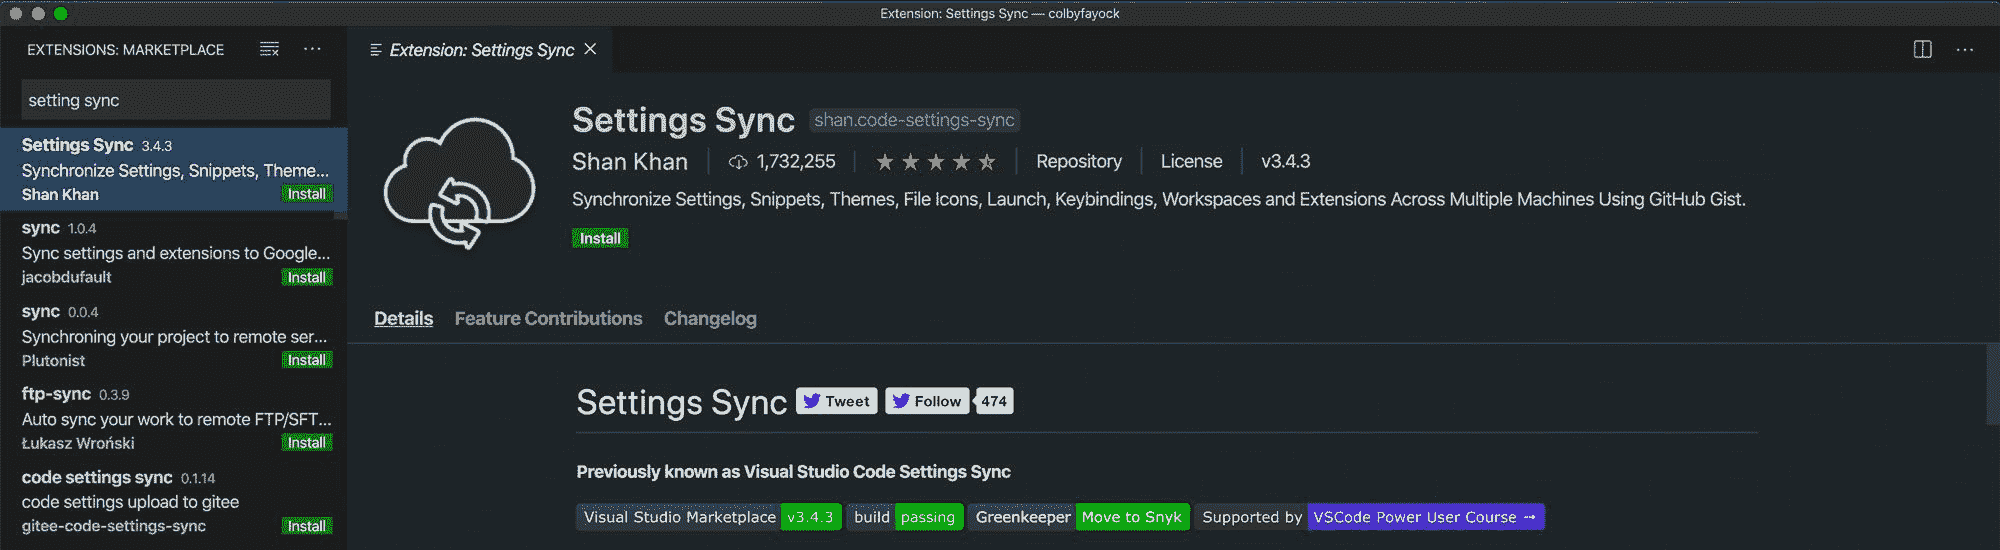 Extension: Settings Sync — colbyfayock
EXTENSIONS: MARKETPLACE
setting sync
Settings Sync 3.4.3
Synchronize Settings, Snippets, Theme...
Shan Khan Install
sync 1.0.4
Sync settings and extensions to Google...
jacobdufault Install
sync 0.0.4
Synchroning your project to remote ser...
Plutonist Install
ftp-sync 0.3.9
Auto sync your work to remote FTP/SFT...
Łukasz Wroński Install
code settings sync 0.1.14
code settings upload to gitee
gitee-code-settings-sync Install
Extension: Settings Sync
Settings Sync shan.code-settings-sync
Shan Khan 1,732,255 Repository License v3.4.3
Synchronize Settings, Snippets, Themes, File Icons, Launch, Keybindings, Workspaces and Extensions Across Multiple Machines Using GitHub Gist.
Install
Details Feature Contributions Changelog
Settings Sync Tweet Follow 474
Previously known as Visual Studio Code Settings Sync
Visual Studio Marketplace v3.4.3 build passing Greenkeeper Move to Snyk Supported by VSCode Power User Course →